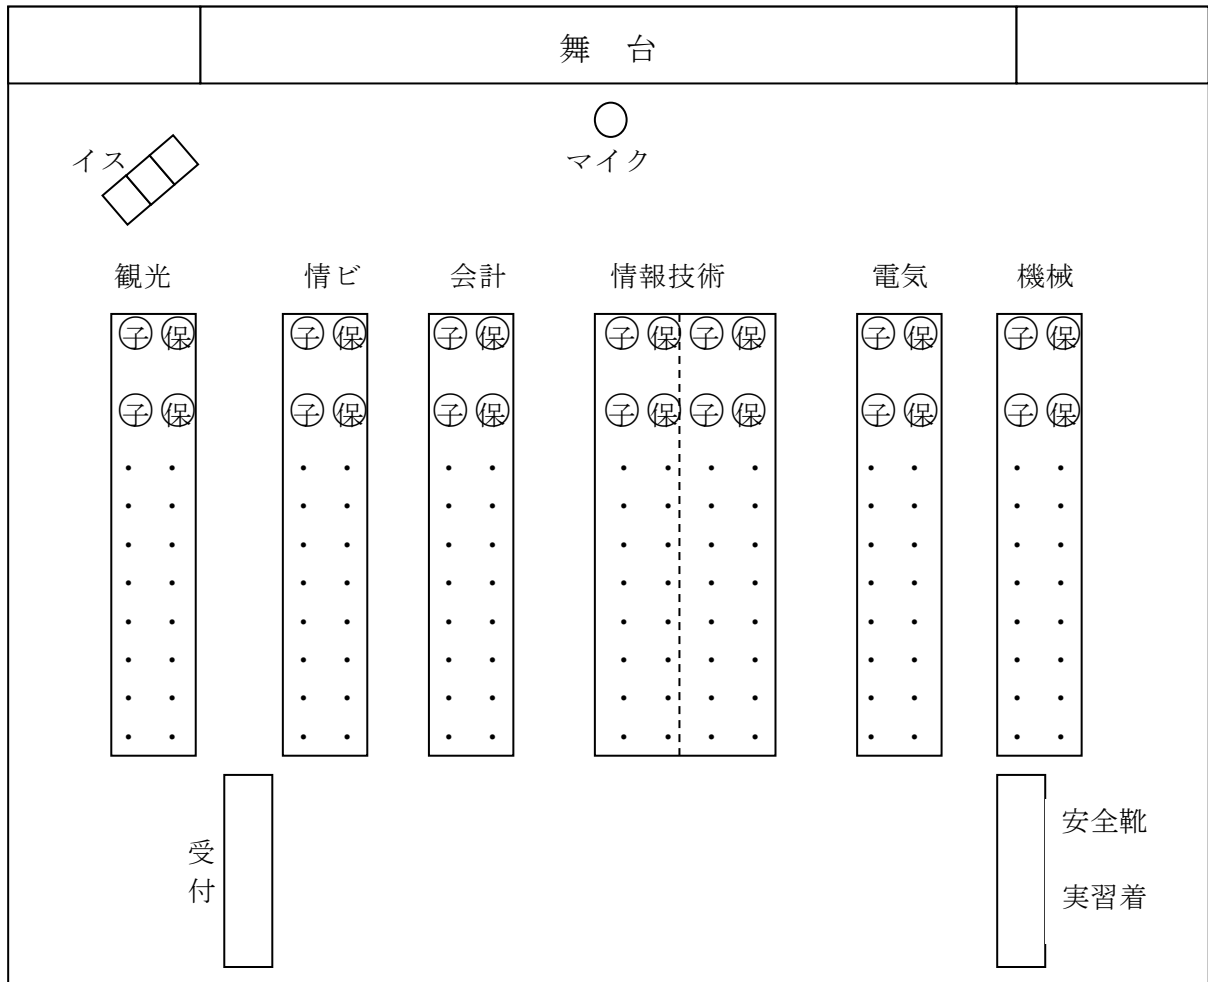 舞 台
マイク
イス
観光 情ビ 会計 情報技術 電気 機械
子 保 子 保 子 保 子 保 子 保 子 保 子 保
子 保 子 保 子 保 子 保 子 保 子 保 子 保
受付
安全靴
実習着